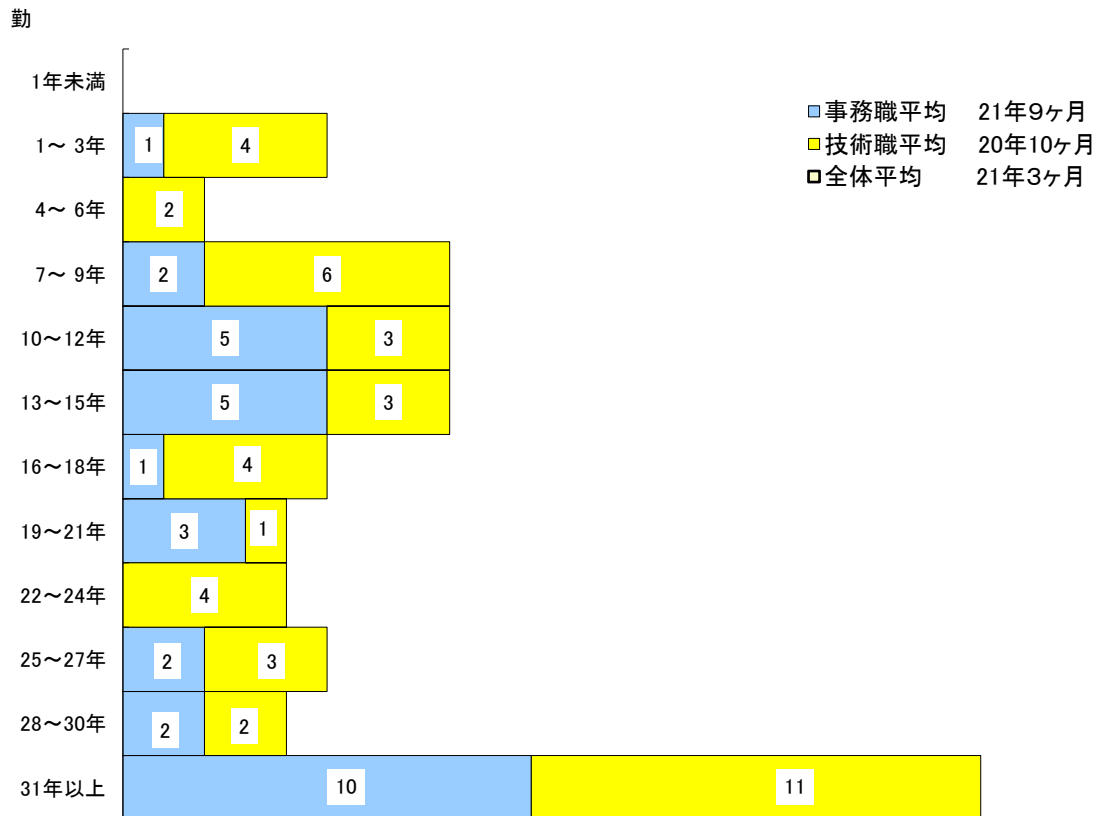 勤
1年未満
事務職平均 21年9ヶ月
技術職平均 20年10ヶ月
全体平均 21年3ヶ月
1～ 3年 1 4
4～ 6年 2
7～ 9年 2 6
10～12年 5 3
13～15年 5 3
16～18年 1 4
19～21年 3 1
22～24年 4
25～27年 2 3
28～30年 2 2
31年以上 10 11